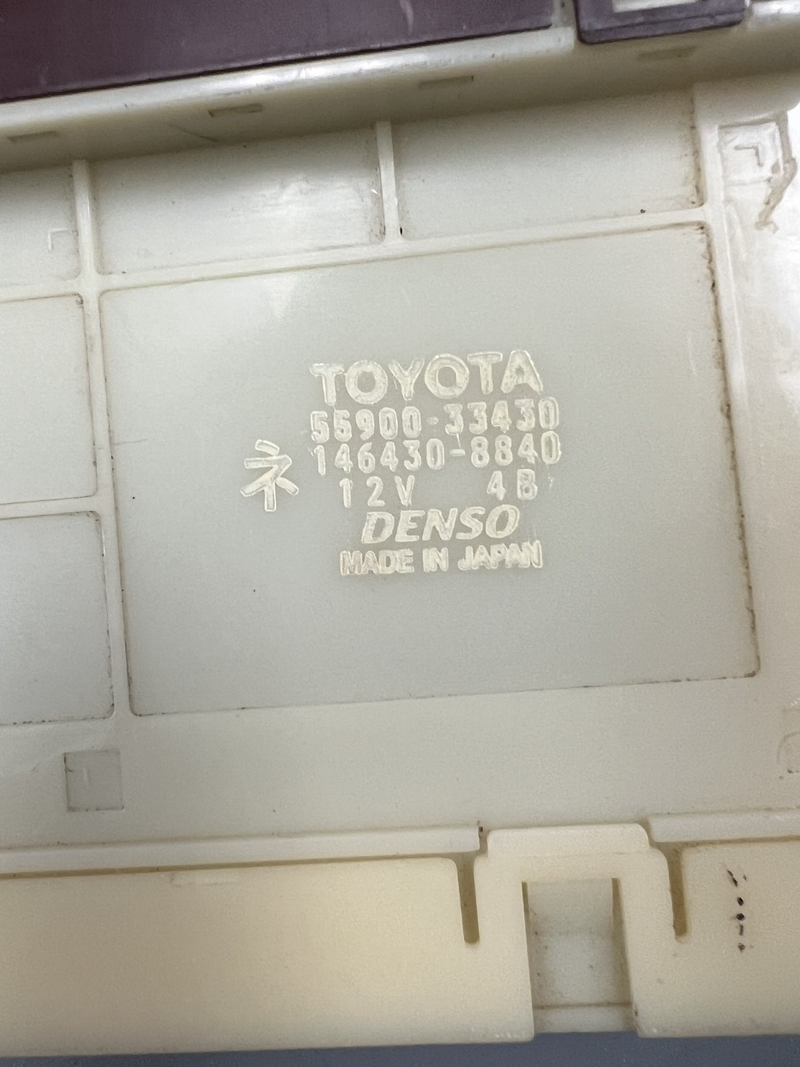 TOYOTA
55900-33430
146430-8840
ネ
12V 4B
DENSO
MADE IN JAPAN